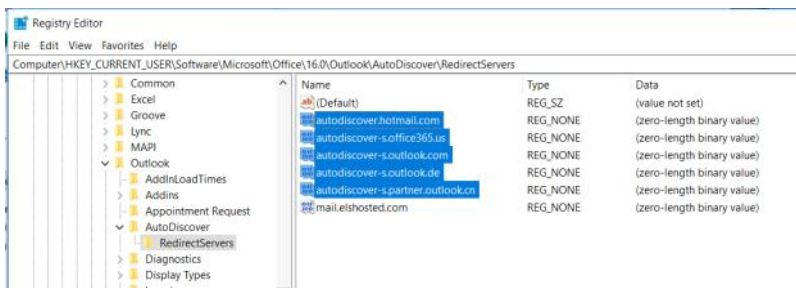 Registry Editor
File Edit View Favorites Help
Computer\HKEY_CURRENT_USER\Software\Microsoft\Office\16.0\Outlook\AutoDiscover\RedirectServers
Common
Excel
Groove
Lync
MAPI
Outlook
AddInLoadTimes
Addins
Appointment Request
AutoDiscover
RedirectServers
Diagnostics
Display Types
Name Type Data
ab (Default) REG_SZ (value not set)
autodiscover.hotmail.com REG_NONE (zero-length binary value)
autodiscover-s.office365.us REG_NONE (zero-length binary value)
autodiscover-s.outlook.com REG_NONE (zero-length binary value)
autodiscover-s.outlook.de REG_NONE (zero-length binary value)
autodiscover-s.partner.outlook.cn REG_NONE (zero-length binary value)
mail.elshosted.com REG_NONE (zero-length binary value)